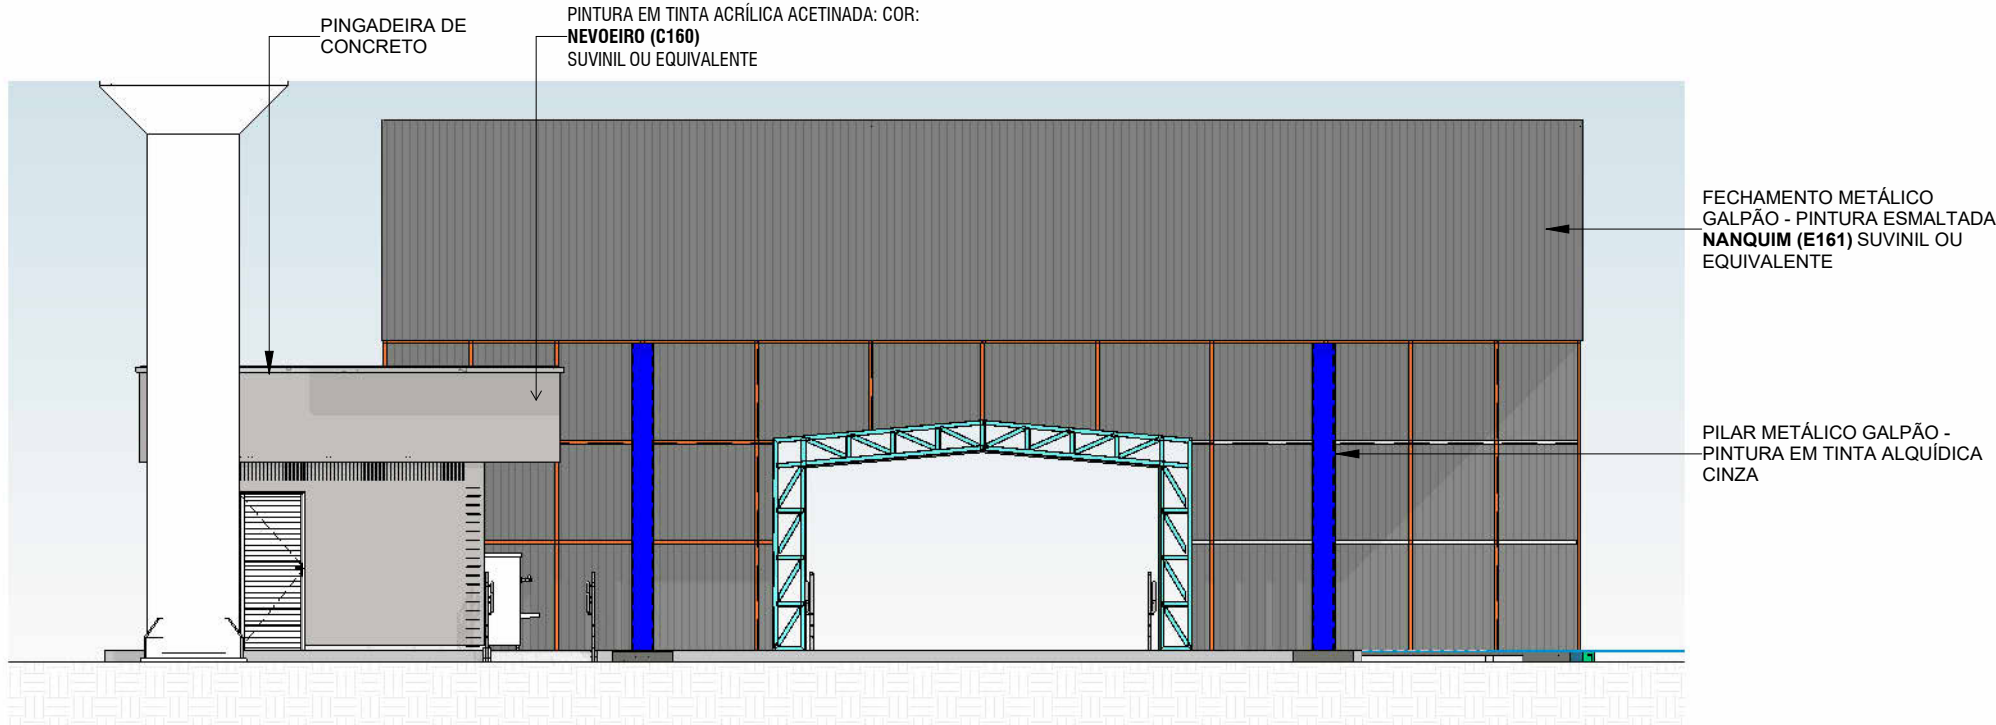 PINGADEIRA DE
CONCRETO
PINTURA EM TINTA ACRÍLICA ACETINADA: COR:
NEVOEIRO (C160)
SUVINIL OU EQUIVALENTE
FECHAMENTO METÁLICO
GALPÃO - PINTURA ESMALTADA
NANQUIM (E161) SUVINIL OU
EQUIVALENTE
PILAR METÁLICO GALPÃO -
PINTURA EM TINTA ALQUÍDICA
CINZA